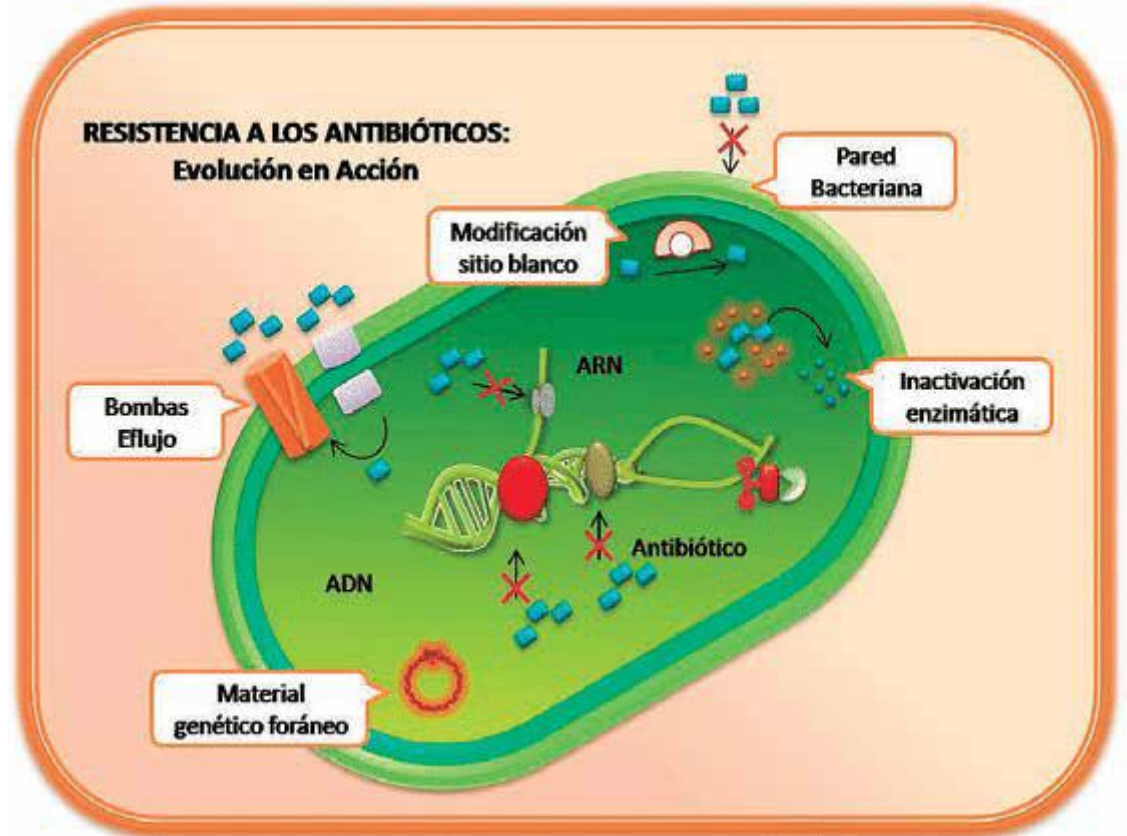 RESISTENCIA A LOS ANTIBIÓTICOS:
Evolución en Acción
Pared
Bacteriana
Modificación
sitio blanco
ARN
Inactivación
enzimática
Bombas
Eflujo
Antibiótico
ADN
Material
genético foráneo